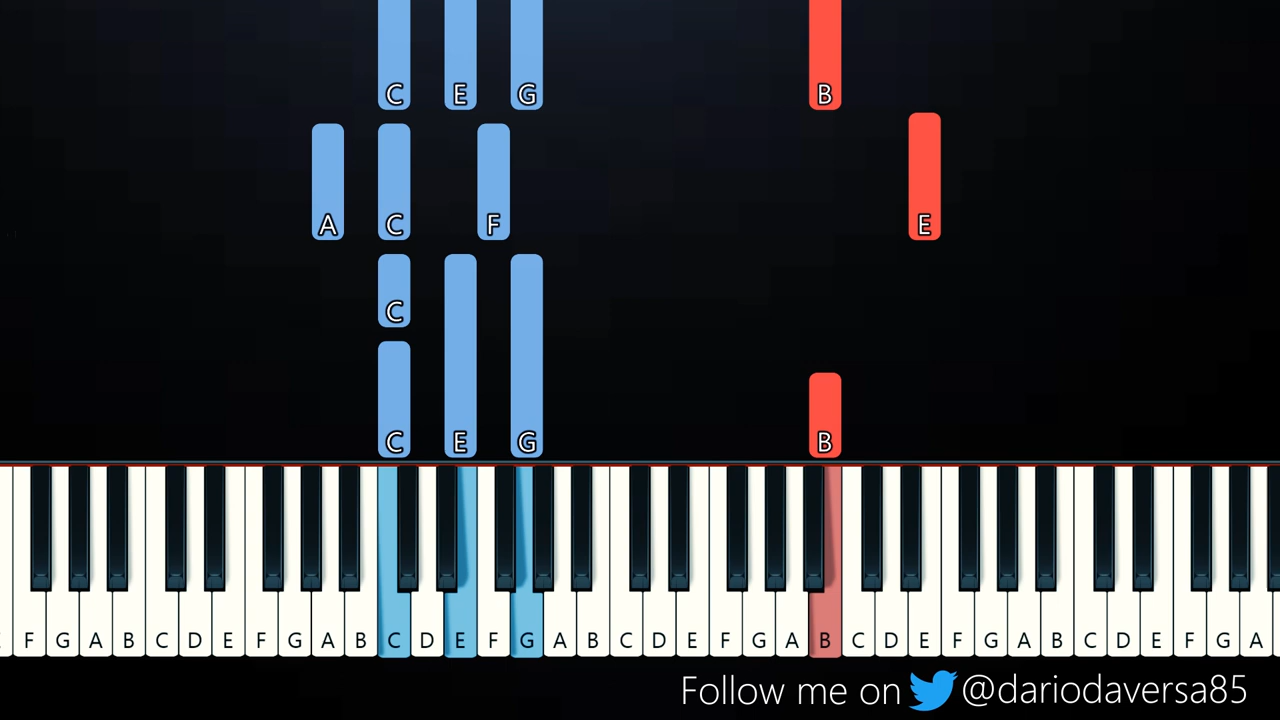 C E G B
A C F E
C
C E G B
F G A B C D E F G A B C D E F G A B C D E F G A B C D E F G A B C D E F G A
Follow me on @dariodaversa85